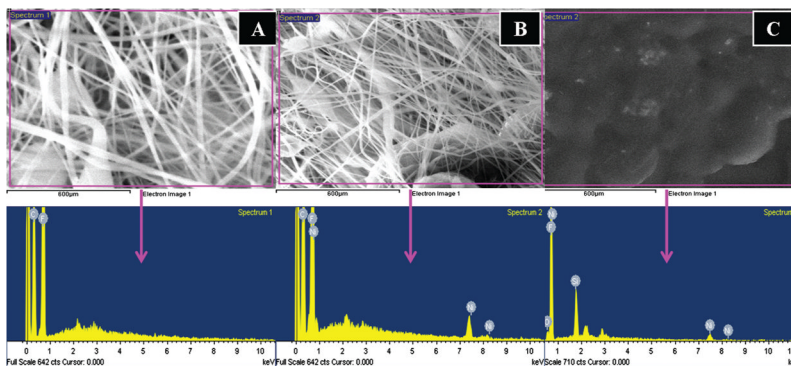 Spectrum 1
A
Spectrum 2
B
ectrum 2
C
600µm
Electron Image 1
600µm
Electron Image 1
600µm
Electron Image 1
Spectrum 1
C
F
0 1 2 3 4 5 6 7 8 9 10
Full Scale 642 cts Cursor: 0.000
keV
Spectrum 2
C
F
Ni
Ni
Ni
0 1 2 3 4 5 6 7 8 9 10
Full Scale 642 cts Cursor: 0.000
keV
Spectru
Ni
F
Si
Ni
Ni
1 2 3 4 5 6 7 8 9 10
Scale 710 cts Cursor: 0.000